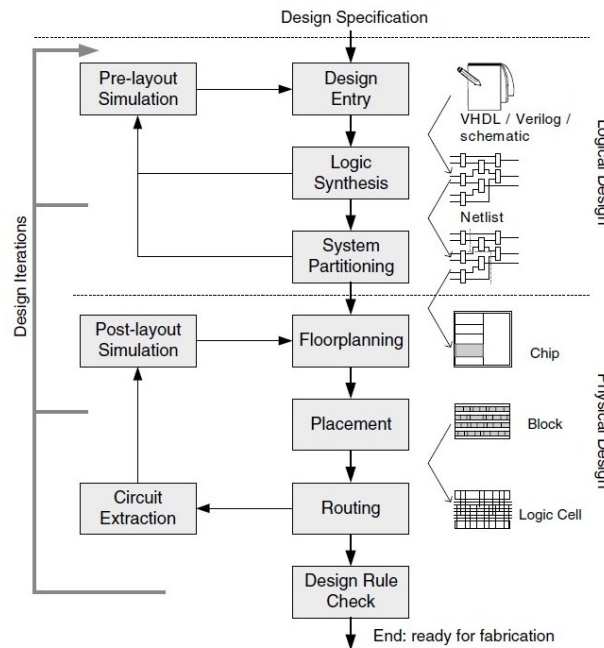 Design Specification
Pre-layout
Simulation
Design
Entry
VHDL / Verilog /
schematic
Logic
Synthesis
Netlist
System
Partitioning
Logical Design
Design Iterations
Post-layout
Simulation
Floorplanning
Chip
Placement
Block
Circuit
Extraction
Routing
Logic Cell
Physical Design
Design Rule
Check
End: ready for fabrication